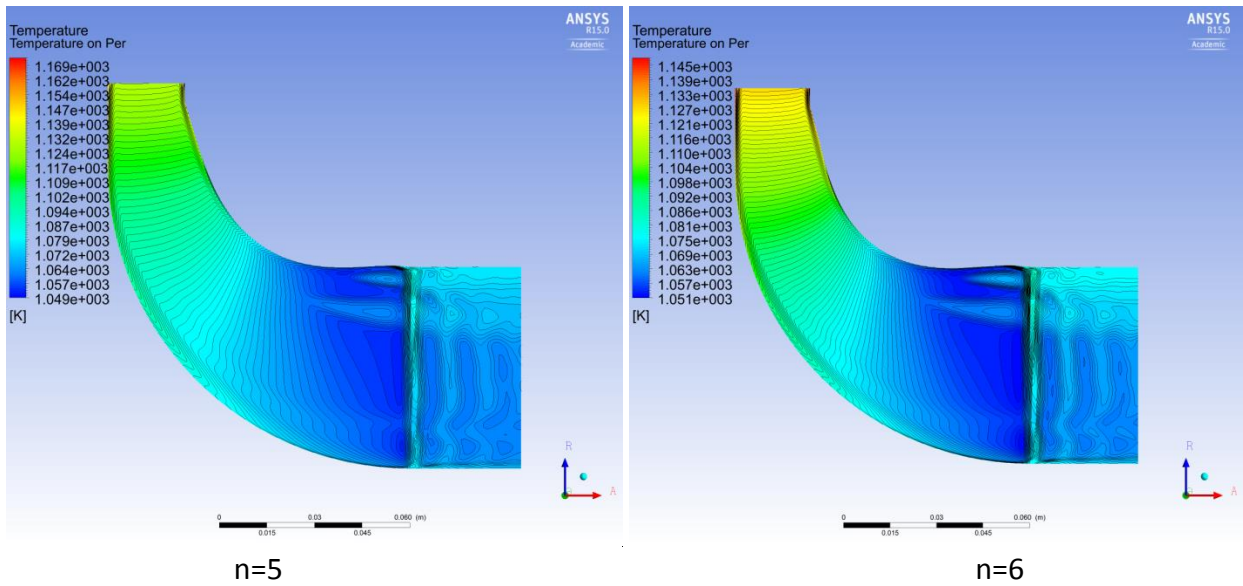 ANSYS
R15.0
Academic
Temperature
Temperature on Per
1.169e+003
1.162e+003
1.154e+003
1.147e+003
1.139e+003
1.132e+003
1.124e+003
1.117e+003
1.109e+003
1.102e+003
1.094e+003
1.087e+003
1.079e+003
1.072e+003
1.064e+003
1.057e+003
1.049e+003
[K]
R
A
0 0.03 0.060 (m)
0.015 0.045
n=5
ANSYS
R15.0
Academic
Temperature
Temperature on Per
1.145e+003
1.139e+003
1.133e+003
1.127e+003
1.121e+003
1.116e+003
1.110e+003
1.104e+003
1.098e+003
1.092e+003
1.086e+003
1.081e+003
1.075e+003
1.069e+003
1.063e+003
1.057e+003
1.051e+003
[K]
R
A
0 0.03 0.060 (m)
0.015 0.045
n=6